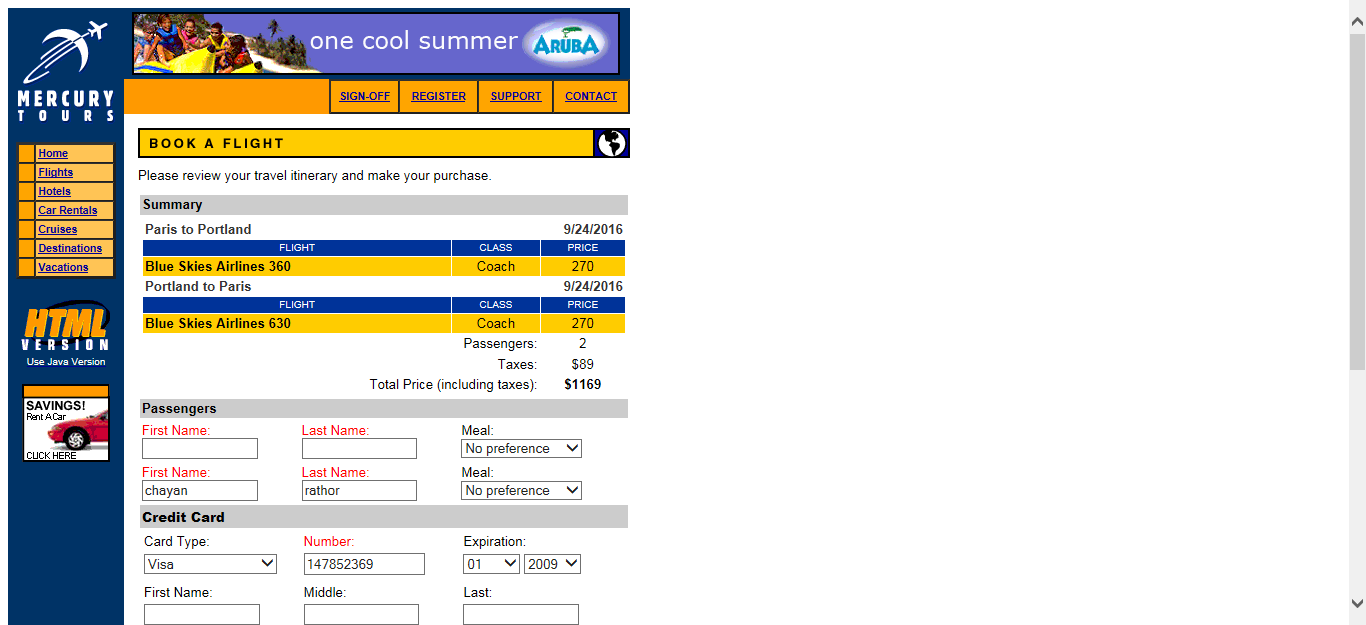 one cool summer ARUBA
MERCURY
TOURS
SIGN-OFF REGISTER SUPPORT CONTACT
BOOK A FLIGHT
Home
Flights
Hotels
Car Rentals
Cruises
Destinations
Vacations
HTML
VERSION
Use Java Version
SAVINGS!
Rent A Car
CLICK HERE
Please review your travel itinerary and make your purchase.
Summary
Paris to Portland 9/24/2016
FLIGHT CLASS PRICE
Blue Skies Airlines 360 Coach 270
Portland to Paris 9/24/2016
FLIGHT CLASS PRICE
Blue Skies Airlines 630 Coach 270
Passengers: 2
Taxes: $89
Total Price (including taxes): $1169
Passengers
First Name: Last Name: Meal:
No preference
First Name: Last Name: Meal:
chayan rathor No preference
Credit Card
Card Type: Number: Expiration:
Visa 147852369 01 2009
First Name: Middle: Last: